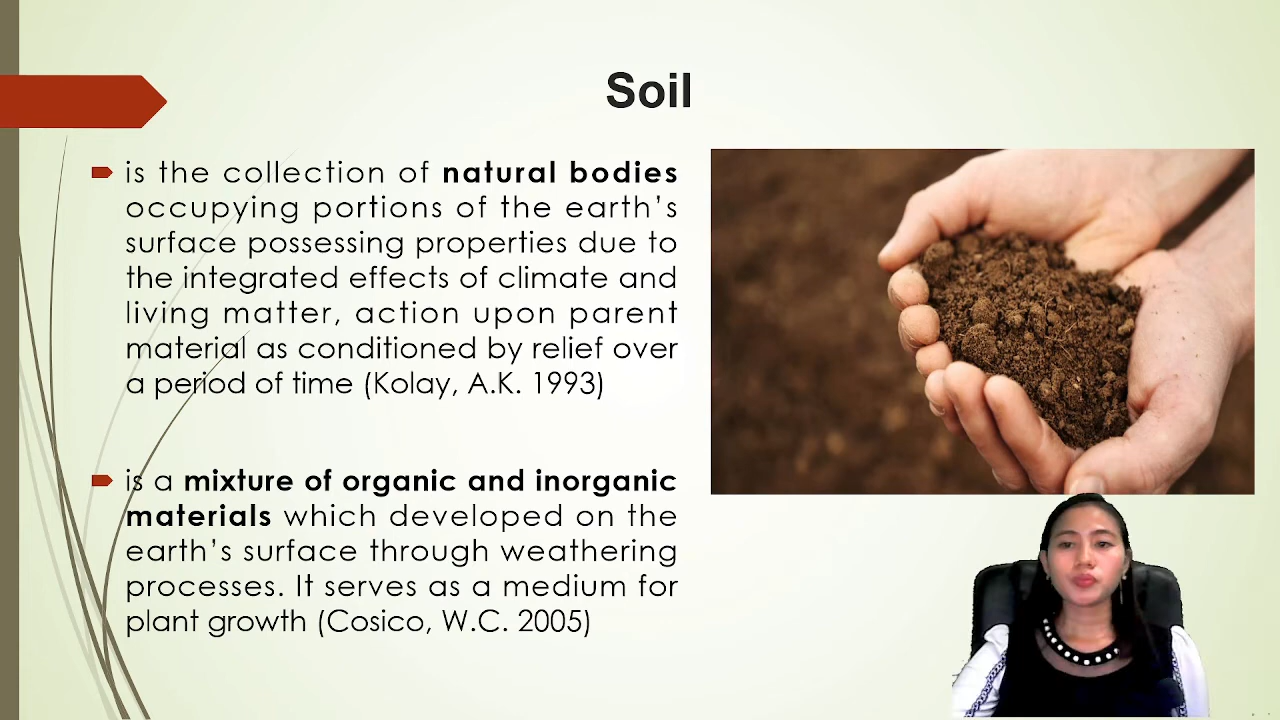 Soil
is the collection of natural bodies
occupying portions of the earth's
surface possessing properties due to
the integrated effects of climate and
living matter, action upon parent
material as conditioned by relief over
a period of time (Kolay, A.K. 1993)
is a mixture of organic and inorganic
materials which developed on the
earth's surface through weathering
processes. It serves as a medium for
plant growth (Cosico, W.C. 2005)